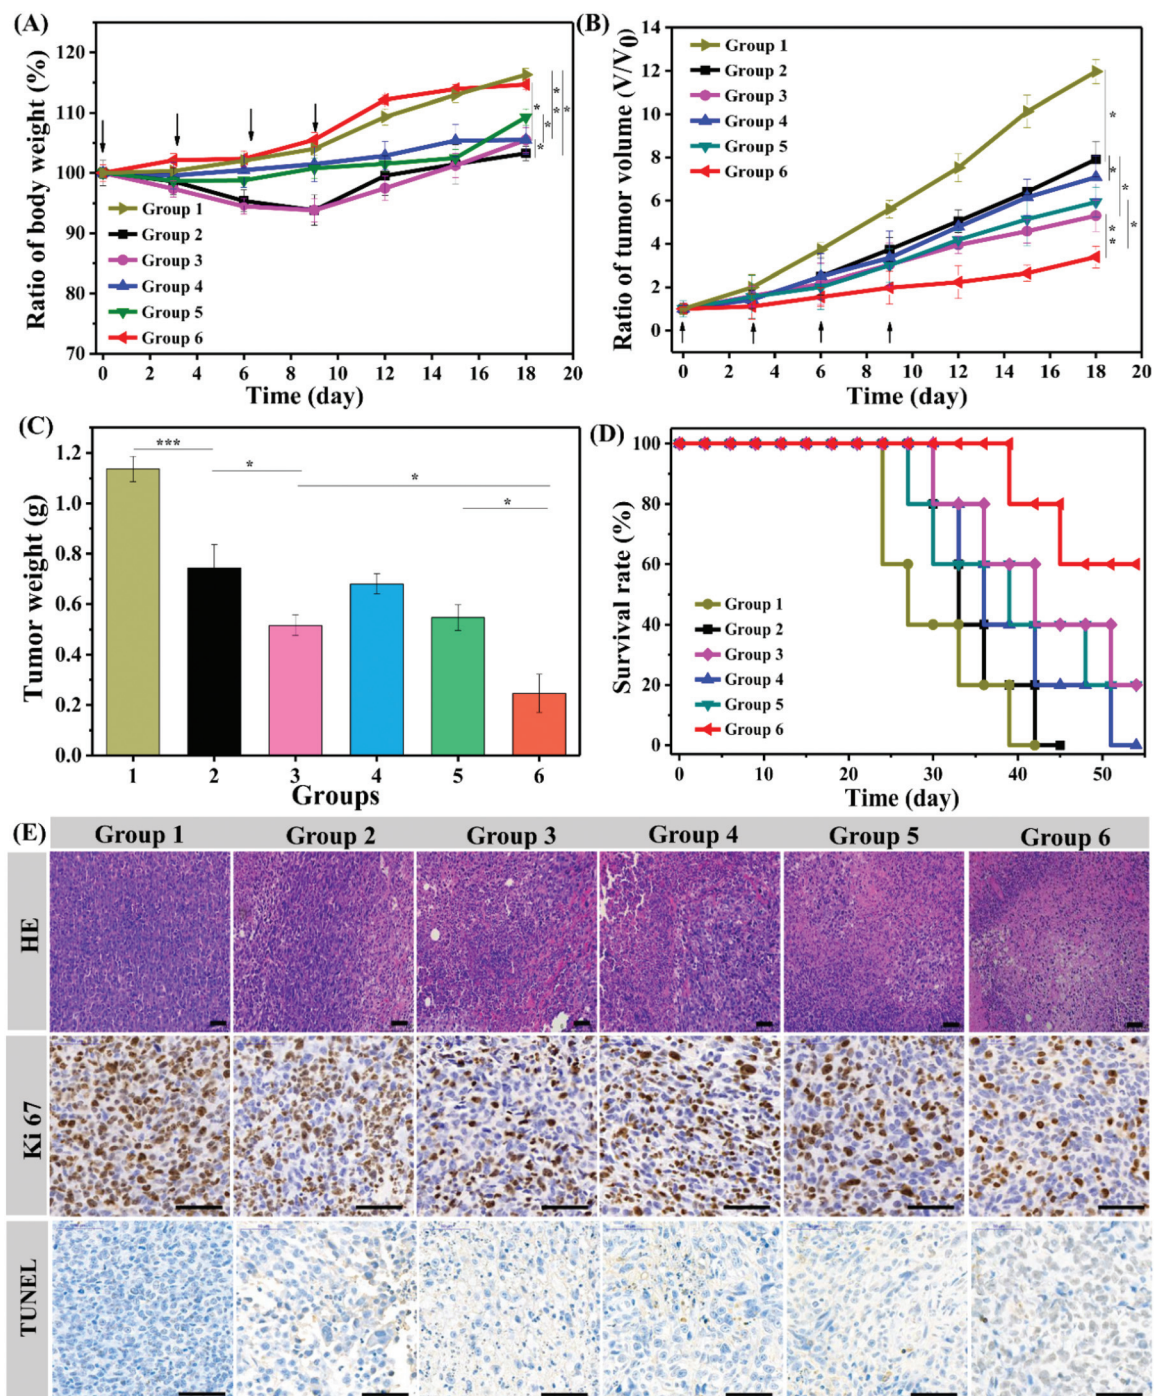 (A)
Ratio of body weight (%)
120
110
100
90
80
70
Group 1
Group 2
Group 3
Group 4
Group 5
Group 6
* * * * * * *
0 2 4 6 8 10 12 14 16 18 20
Time (day)
(B)
Ratio of tumor volume (V/V0)
14
12
10
8
6
4
2
0
Group 1
Group 2
Group 3
Group 4
Group 5
Group 6
* * * * * *
0 2 4 6 8 10 12 14 16 18 20
Time (day)
(C)
Tumor weight (g)
1.2
1.0
0.8
0.6
0.4
0.2
0.0
***
*
*
*
1 2 3 4 5 6
Groups
(D)
Survival rate (%)
100
80
60
40
20
0
Group 1
Group 2
Group 3
Group 4
Group 5
Group 6
0 10 20 30 40 50
Time (day)
(E)
Group 1 Group 2 Group 3 Group 4 Group 5 Group 6
HE
Ki 67
TUNEL